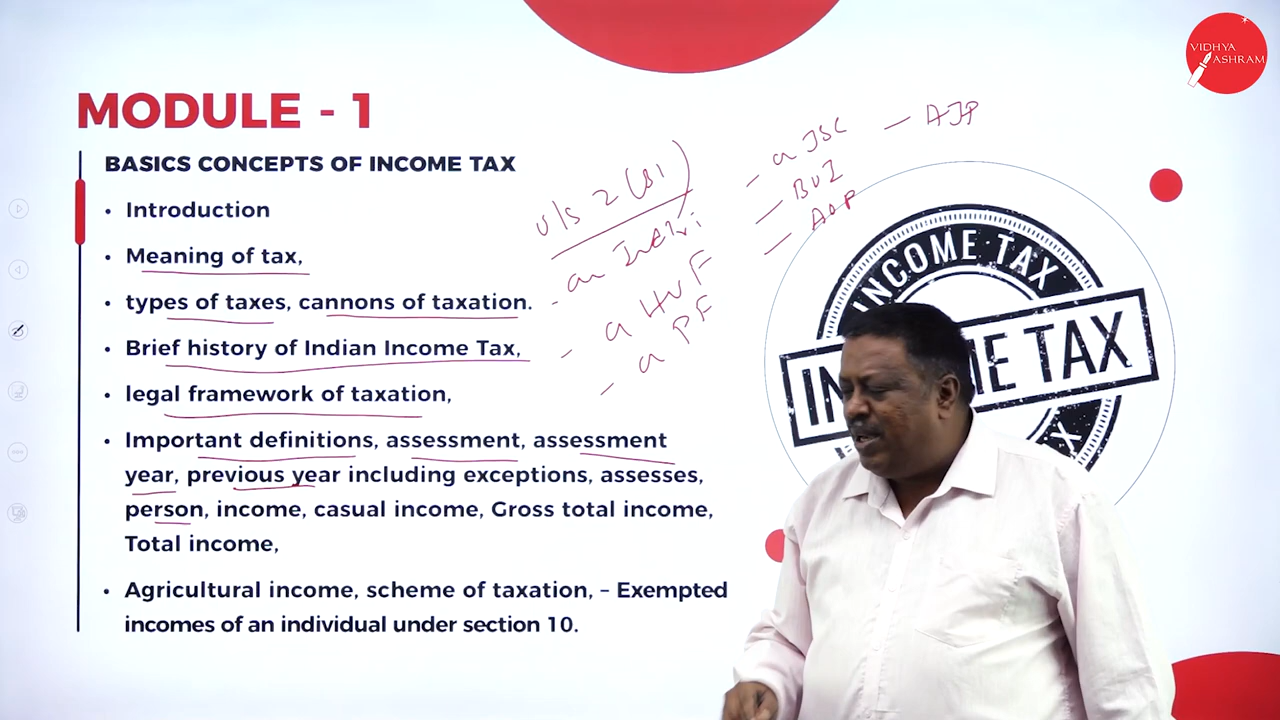 VIDHYA
ASHRAM
MODULE - 1
BASICS CONCEPTS OF INCOME TAX
• Introduction
• Meaning of tax,
• types of taxes, cannons of taxation.
• Brief history of Indian Income Tax,
• legal framework of taxation,
• Important definitions, assessment, assessment
year, previous year including exceptions, assesses,
person, income, casual income, Gross total income,
Total income,
• Agricultural income, scheme of taxation, – Exempted
incomes of an individual under section 10.
u/s 2(31)
- an Indivi
- a HUF
- a PF
- a JSC
- BOI
- AOP
- AJP
INCOME TAX
ME TAX